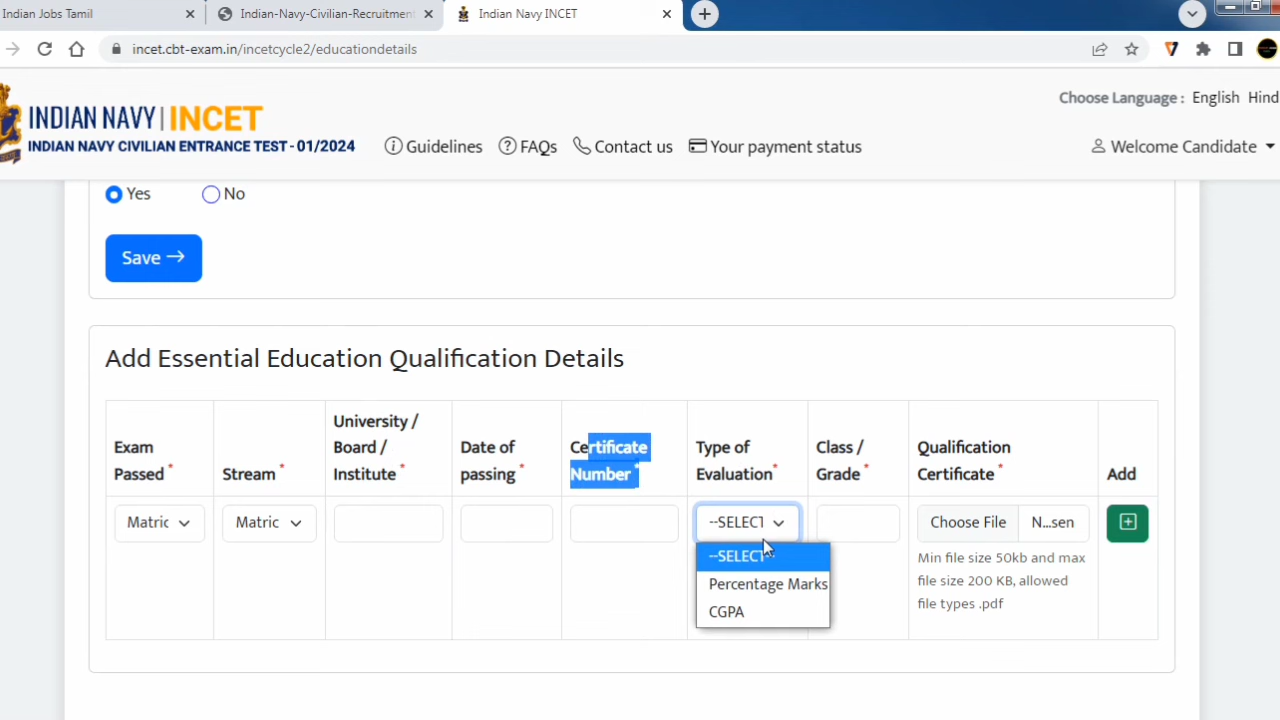 Indian Jobs Tamil
Indian-Navy-Civilian-Recruitment
Indian Navy INCET
incet.cbt-exam.in/incetcycle2/educationdetails
INDIAN NAVY | INCET
INDIAN NAVY CIVILIAN ENTRANCE TEST - 01/2024
Guidelines
FAQs
Contact us
Your payment status
Choose Language : English Hind
Welcome Candidate
Yes
No
Save →
Add Essential Education Qualification Details
Exam
Passed *
Stream *
University /
Board /
Institute *
Date of
passing *
Certificate
Number *
Type of
Evaluation *
Class /
Grade *
Qualification
Certificate *
Add
Matric
Matric
--SELECT
--SELECT--
Percentage Marks
CGPA
Choose File
N...sen
Min file size 50kb and max
file size 200 KB, allowed
file types .pdf